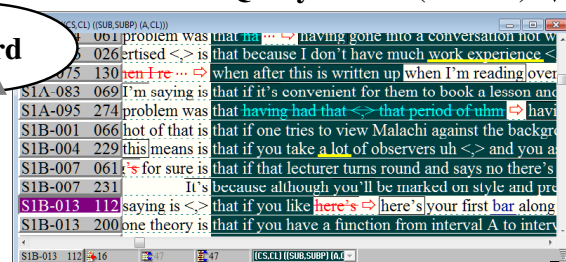 (CS,CL) ((SUB,SUBP) (A,CL)))
061 problem was that ha ··· ⇨ having gone into a conversation not w
rd
026 ertised <,> is that because I don't have much work experience <
075 130 hen I re ··· ⇨ when after this is written up when I'm reading over
S1A-083 069 I'm saying is that if it's convenient for them to book a lesson and
S1A-095 274 problem was that having had that <,> that period of uhm ⇨ havi
S1B-001 066 hot of that is that if one tries to view Malachi against the backgr
S1B-004 229 this means is that if you take a lot of observers uh <,> and you a
S1B-007 061 's for sure is that if that lecturer turns round and says no there's
S1B-007 231 It's because although you'll be marked on style and pre
S1B-013 112 saying is <,> that if you like here's ⇨ here's your first bar along
S1B-013 200 one theory is that if you have a function from interval A to interv
S1B-013 112 16 47 47 (CS,CL) ((SUB,SUBP) (A,C